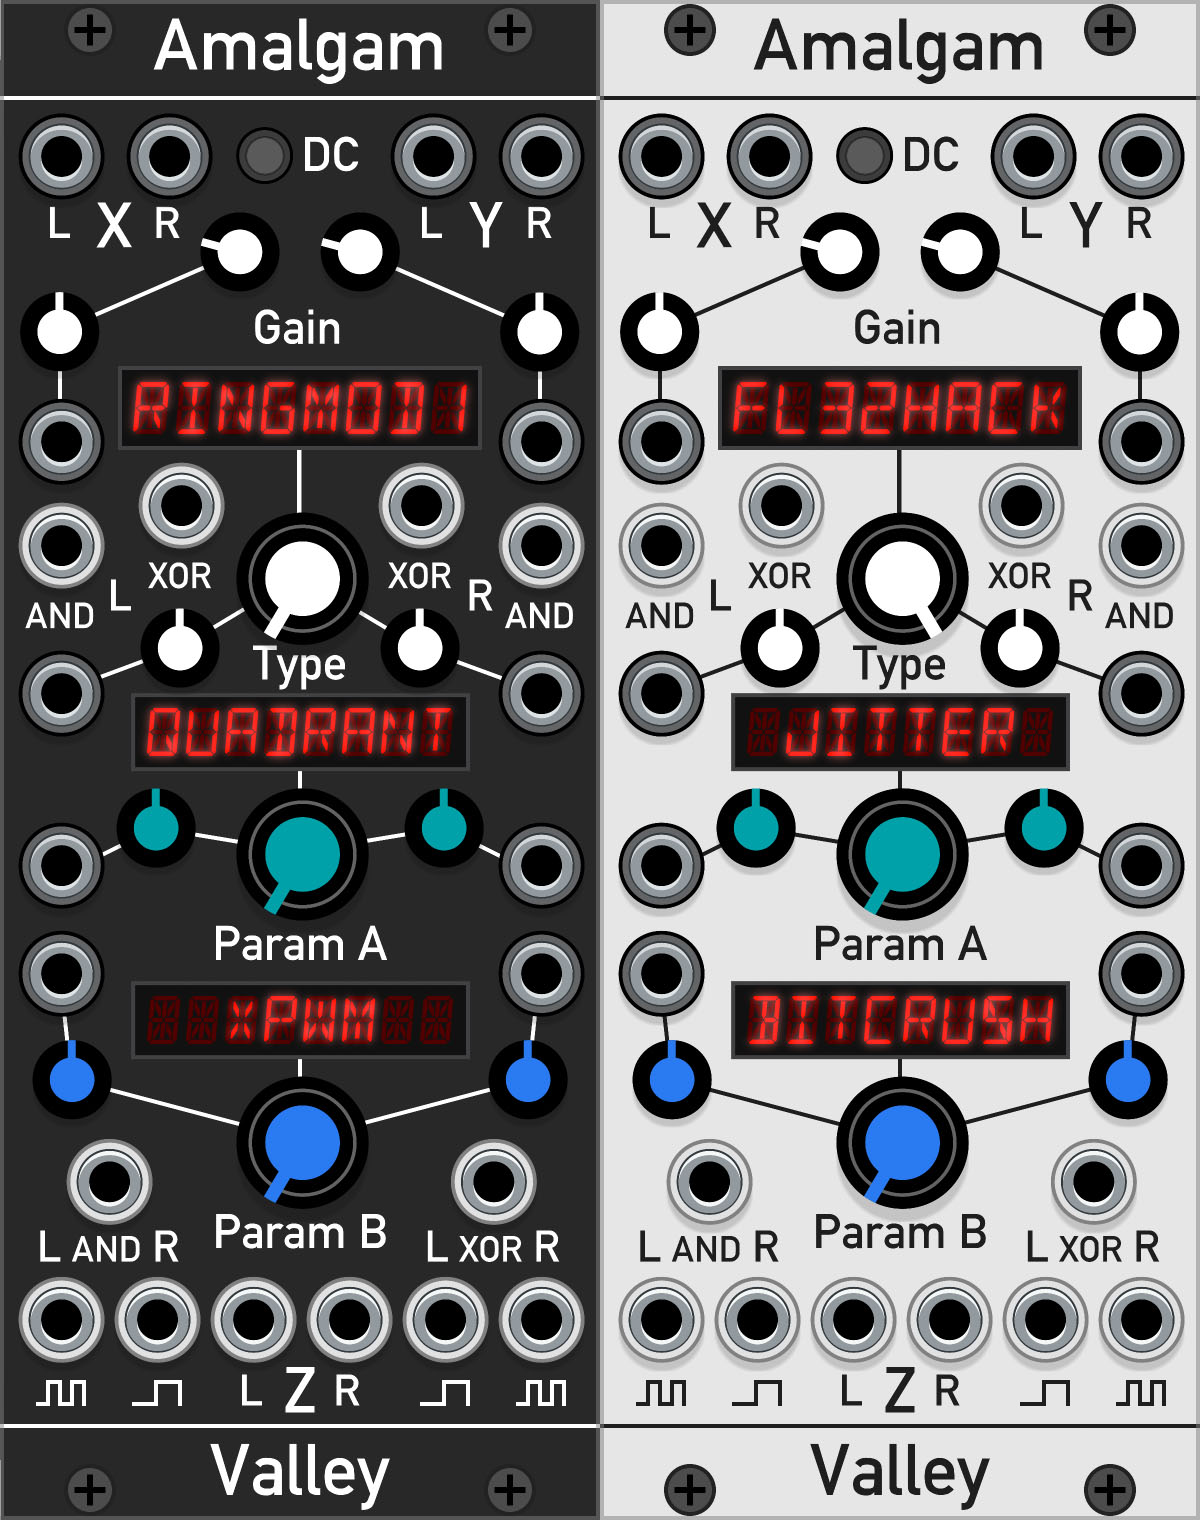 Amalgam
DC
L X R
L Y R
Gain
RINGMOD1
XOR
XOR
L
R
AND
AND
Type
QUADRANT
Param A
XPWM
Param B
L AND R
L XOR R
L Z R
Valley
Amalgam
DC
L X R
L Y R
Gain
FL32HACK
XOR
XOR
L
R
AND
AND
Type
JITTER
Param A
BITCRUSH
Param B
L AND R
L XOR R
L Z R
Valley